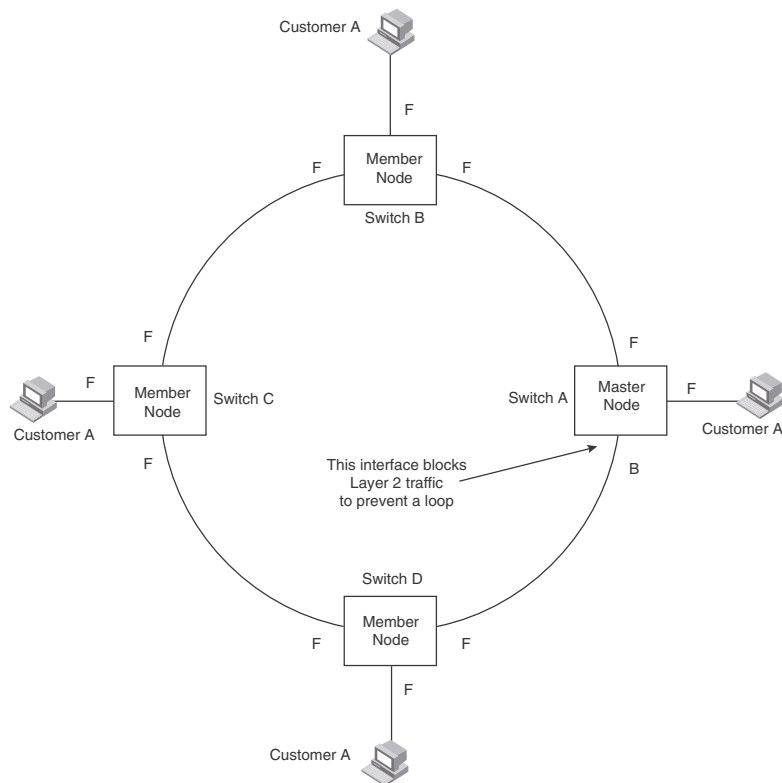 Customer A
F
Member
Node
F
F
Switch B
F
F
F
Member
Node
Switch C
Customer A
Switch A
Master
Node
F
Customer A
This interface blocks
Layer 2 traffic
to prevent a loop
F
B
Switch D
Member
Node
F
F
F
Customer A